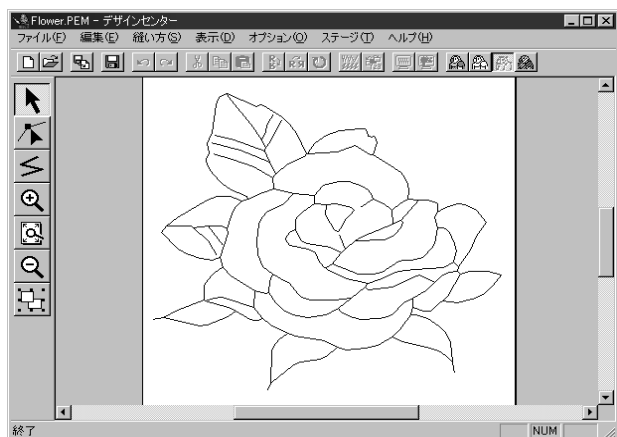 Flower.PEM - デザインセンター
ファイル(F) 編集(E) 縫い方(S) 表示(D) オプション(O) ステージ(T) ヘルプ(H)
終了 NUM